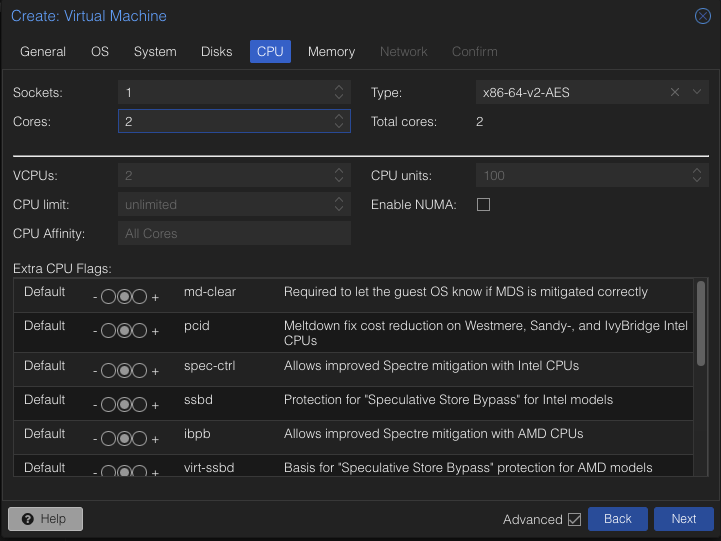 Create: Virtual Machine
General OS System Disks CPU Memory Network Confirm
Sockets: 1 Type: x86-64-v2-AES
Cores: 2 Total cores: 2
VCPUs: 2 CPU units: 100
CPU limit: unlimited Enable NUMA:
CPU Affinity: All Cores
Extra CPU Flags:
Default - + md-clear Required to let the guest OS know if MDS is mitigated correctly
Default - + pcid Meltdown fix cost reduction on Westmere, Sandy-, and IvyBridge Intel
CPUs
Default - + spec-ctrl Allows improved Spectre mitigation with Intel CPUs
Default - + ssbd Protection for "Speculative Store Bypass" for Intel models
Default - + ibpb Allows improved Spectre mitigation with AMD CPUs
Default - + virt-ssbd Basis for "Speculative Store Bypass" protection for AMD models
? Help Advanced Back Next